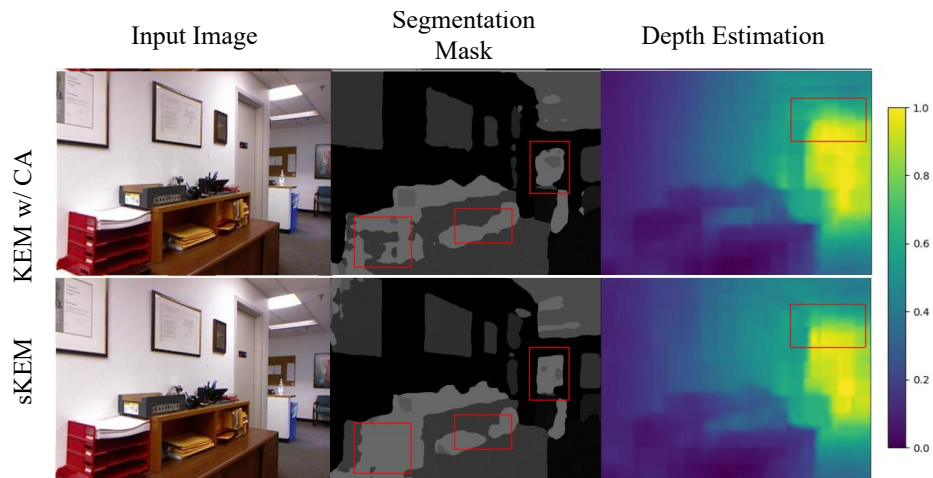 Input Image
Segmentation
Mask
Depth Estimation
KEM w/ CA
sKEM
1.0
0.8
0.6
0.4
0.2
0.0